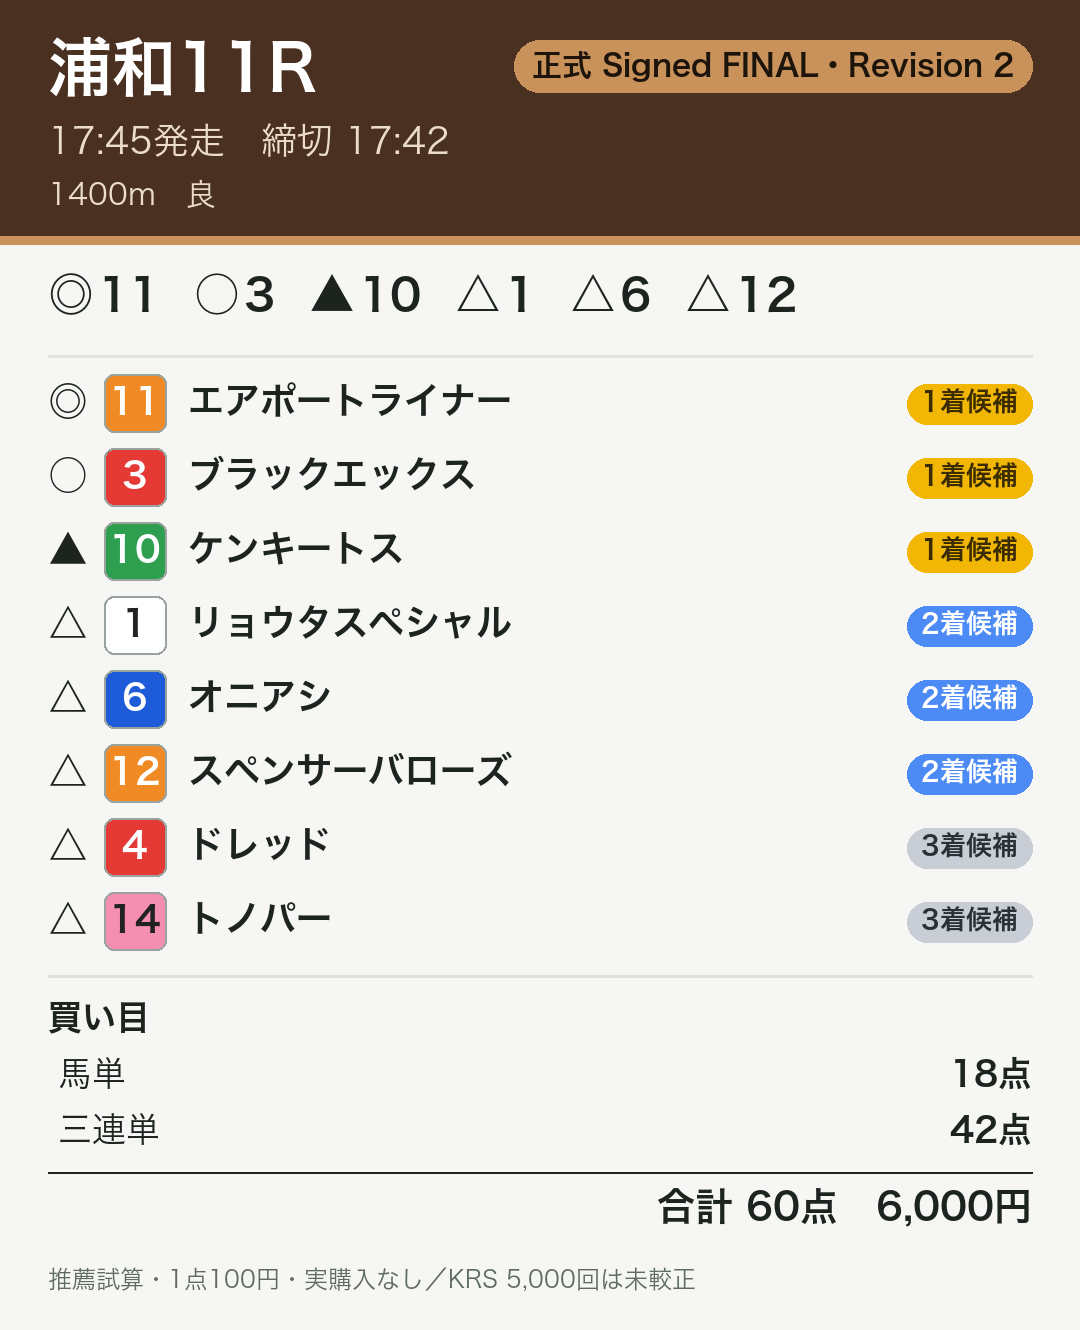 浦和11R
正式 Signed FINAL・Revision 2
17:45発走　締切 17:42
1400m　良
◎11 ○3 ▲10 △1 △6 △12
◎ 11 エアポートライナー 1着候補
○ 3 ブラックエックス 1着候補
▲ 10 ケンキートス 1着候補
△ 1 リョウタスペシャル 2着候補
△ 6 オニアシ 2着候補
△ 12 スペンサーバローズ 2着候補
△ 4 ドレッド 3着候補
△ 14 トノパー 3着候補
買い目
馬単 18点
三連単 42点
合計 60点　6,000円
推薦試算・1点100円・実購入なし／KRS 5,000回は未較正